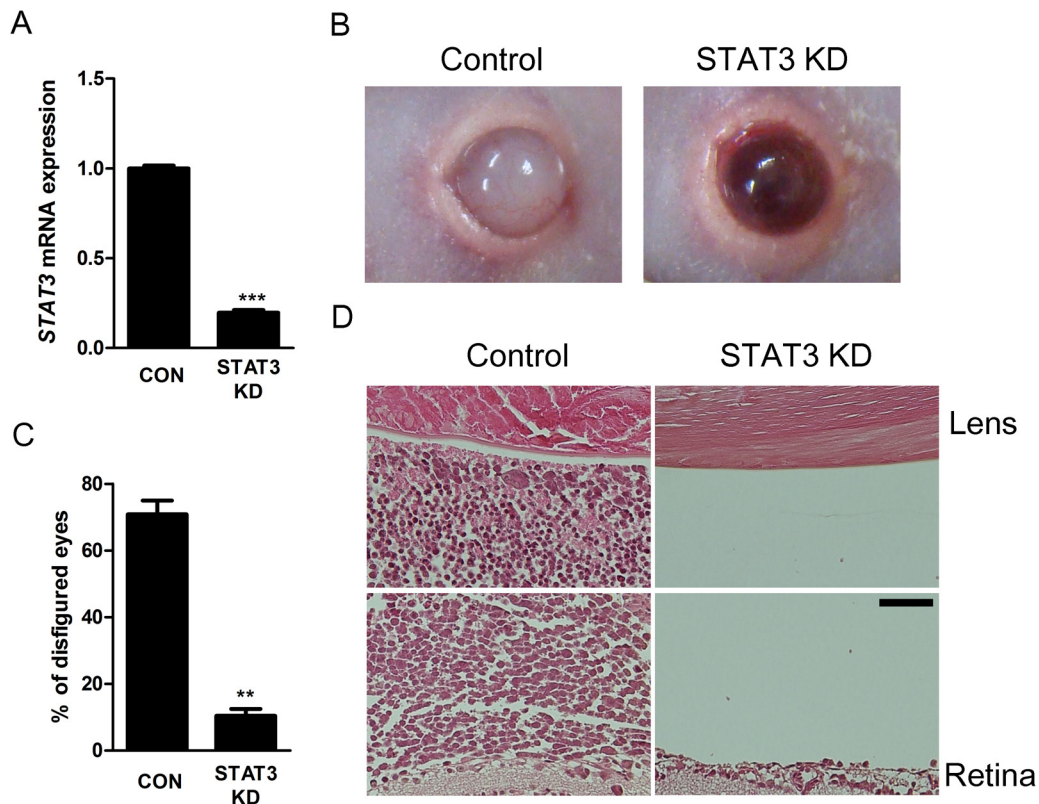 A
STAT3 mRNA expression
1.5
1.0
0.5
0.0
***
CON
STAT3
KD
B
Control
STAT3 KD
C
% of disfigured eyes
80
60
40
20
0
**
CON
STAT3
KD
D
Control
STAT3 KD
Lens
Retina